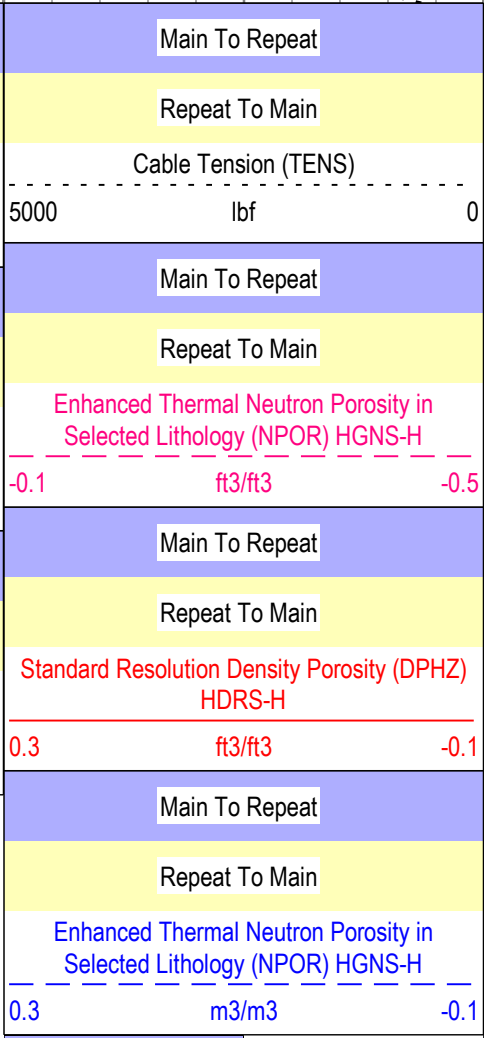 Main To Repeat
Repeat To Main
Cable Tension (TENS)
5000 lbf 0
Main To Repeat
Repeat To Main
Enhanced Thermal Neutron Porosity in
Selected Lithology (NPOR) HGNS-H
-0.1 ft3/ft3 -0.5
Main To Repeat
Repeat To Main
Standard Resolution Density Porosity (DPHZ)
HDRS-H
0.3 ft3/ft3 -0.1
Main To Repeat
Repeat To Main
Enhanced Thermal Neutron Porosity in
Selected Lithology (NPOR) HGNS-H
0.3 m3/m3 -0.1